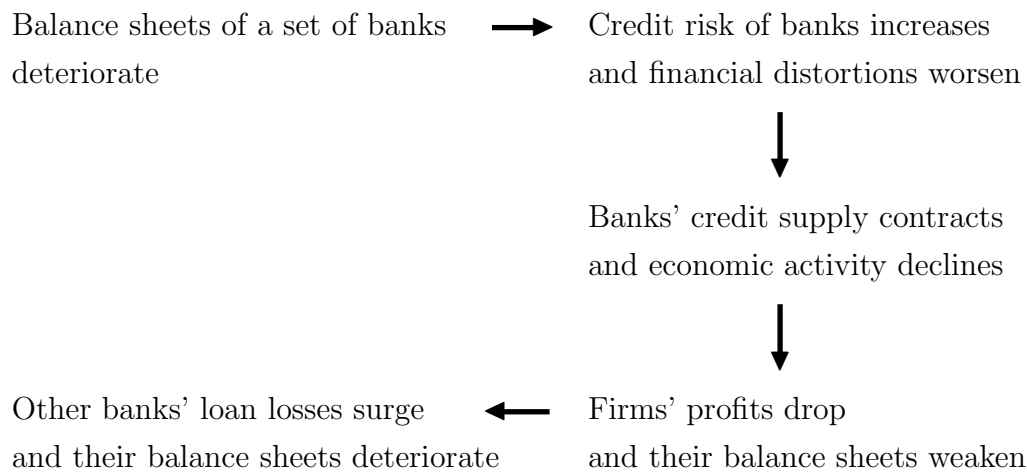 Balance sheets of a set of banks
deteriorate
Credit risk of banks increases
and financial distortions worsen
Banks' credit supply contracts
and economic activity declines
Firms' profits drop
and their balance sheets weaken
Other banks' loan losses surge
and their balance sheets deteriorate